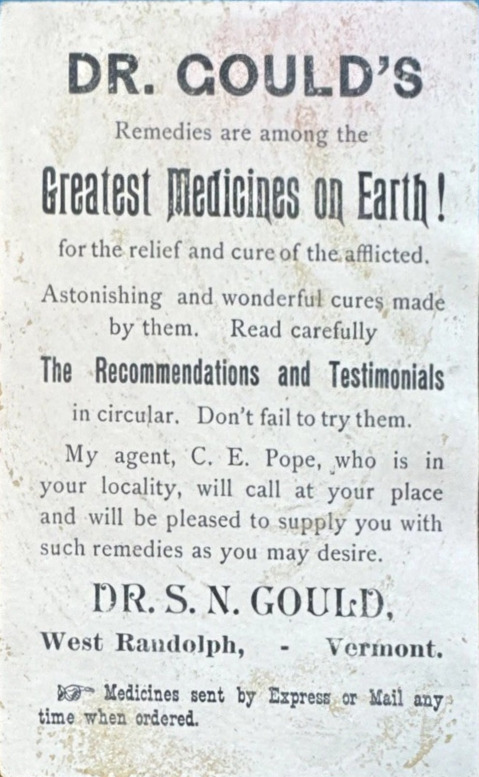 DR. GOULD'S
Remedies are among the
Greatest Medicines on Earth!
for the relief and cure of the afflicted.
Astonishing and wonderful cures made
by them. Read carefully
The Recommendations and Testimonials
in circular. Don't fail to try them.
My agent, C. E. Pope, who is in
your locality, will call at your place
and will be pleased to supply you with
such remedies as you may desire.
DR. S. N. GOULD,
West Randolph, - Vermont.
☞ Medicines sent by Express or Mail any
time when ordered.